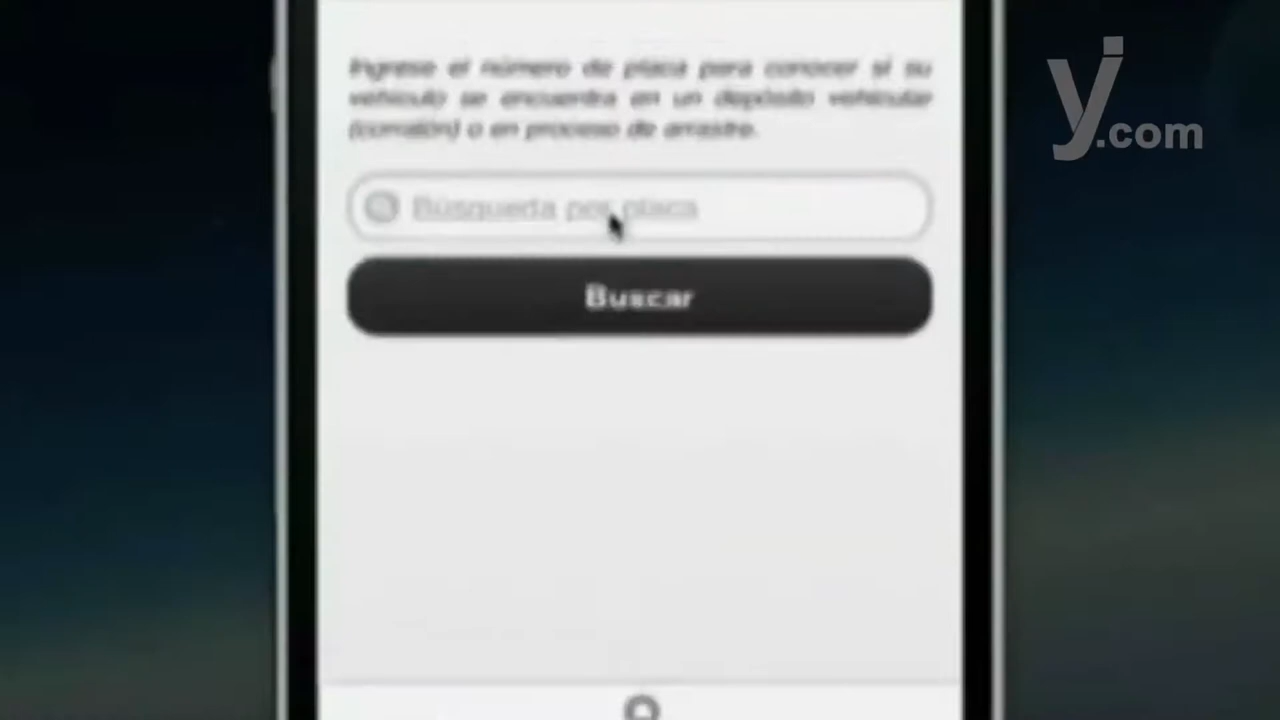 Ingrese el número de placa para conocer si su
vehículo se encuentra en un depósito vehicular
(corralón) o en proceso de arrastre.
Búsqueda por placa
Buscar
y.com